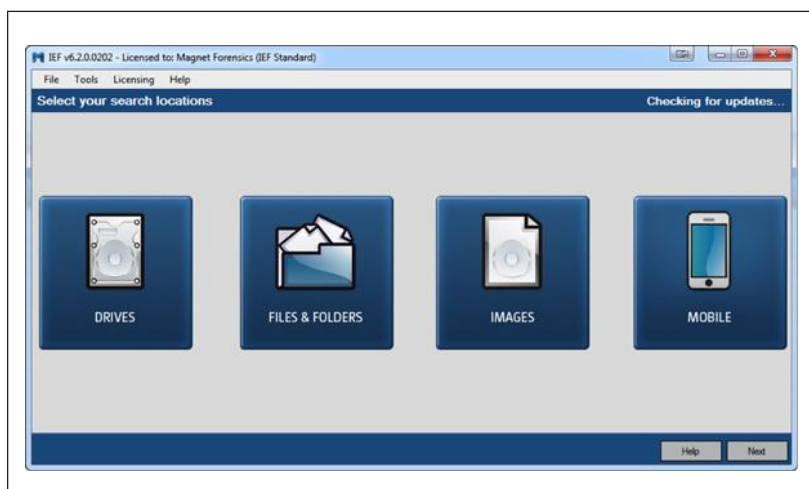 IEF v6.2.0.0202 - Licensed to: Magnet Forensics (IEF Standard)
File Tools Licensing Help
Select your search locations Checking for updates...
DRIVES FILES & FOLDERS IMAGES MOBILE
Help Next